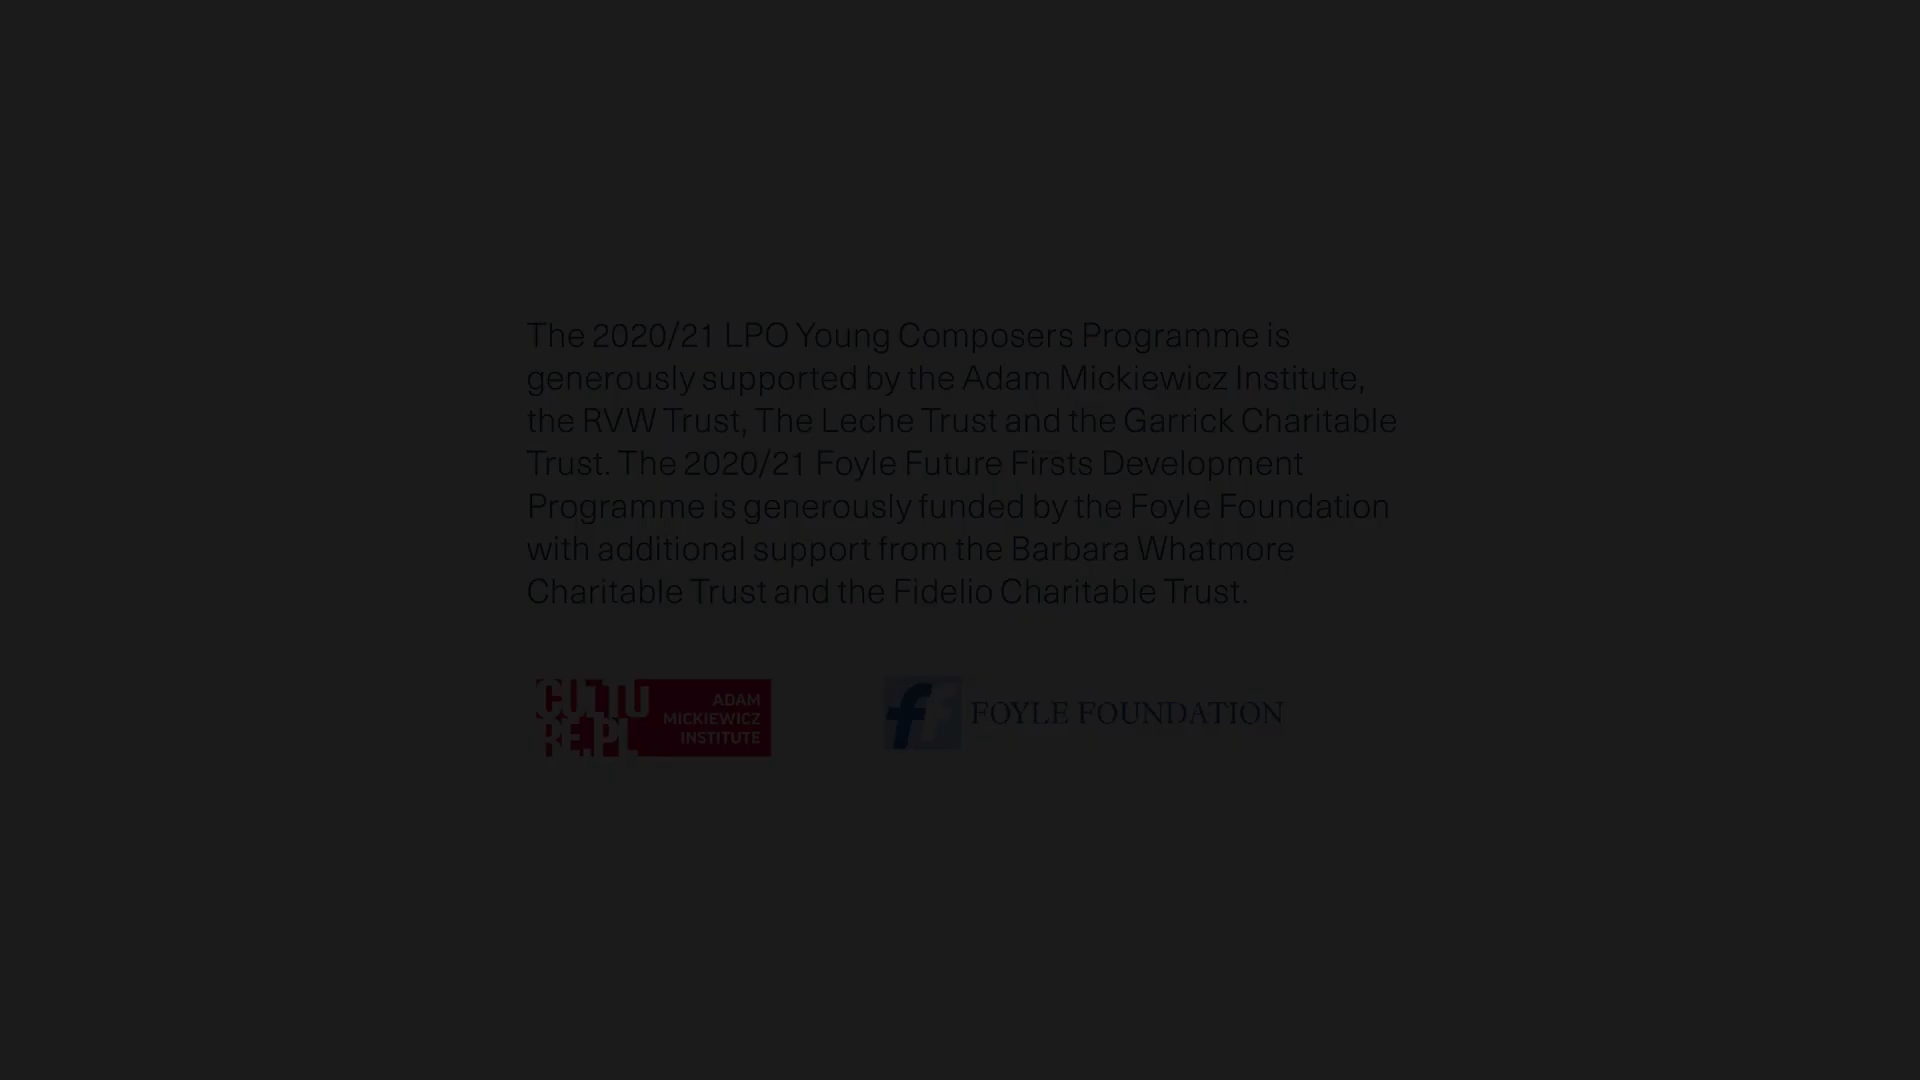 The 2020/21 LPO Young Composers Programme is
generously supported by the Adam Mickiewicz Institute,
the RVW Trust, The Leche Trust and the Garrick Charitable
Trust. The 2020/21 Foyle Future Firsts Development
Programme is generously funded by the Foyle Foundation
with additional support from the Barbara Whatmore
Charitable Trust and the Fidelio Charitable Trust.
CULTU
RE.PL
ADAM
MICKIEWICZ
INSTITUTE
ff
FOYLE FOUNDATION